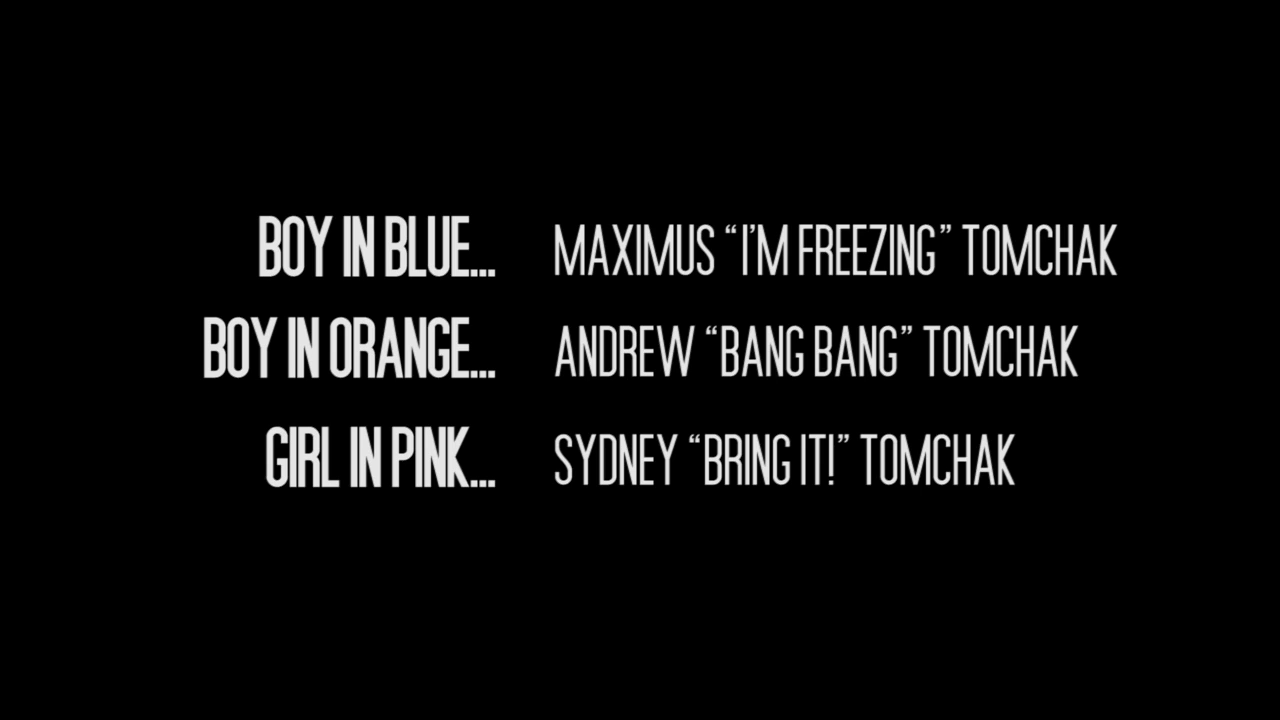 BOY IN BLUE... MAXIMUS “I'M FREEZING” TOMCHAK
BOY IN ORANGE... ANDREW “BANG BANG” TOMCHAK
GIRL IN PINK... SYDNEY “BRING IT!” TOMCHAK